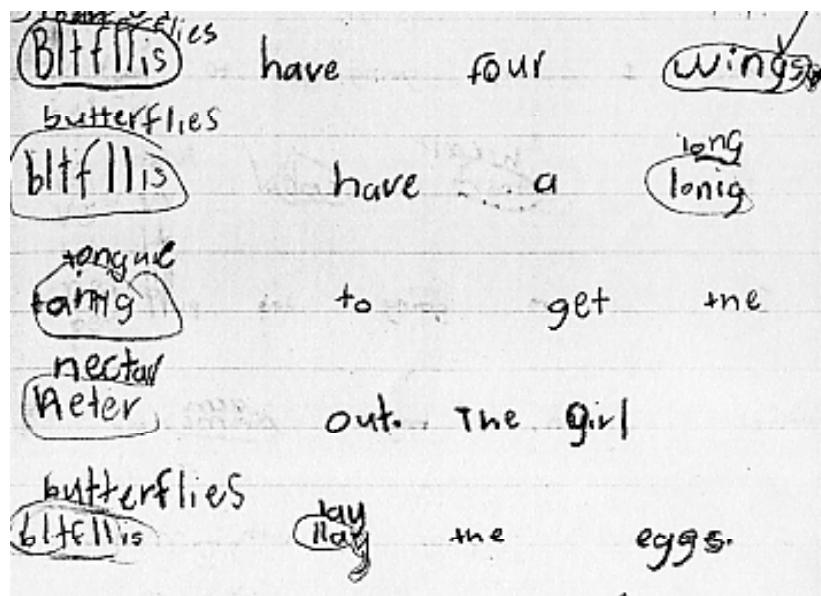 Bltfllis have four wings.
butterflies long
bltfllis have a lonig
tongue
tanig to get the
nectar
neter out. The girl
butterflies lay
bltfllis llay the eggs.